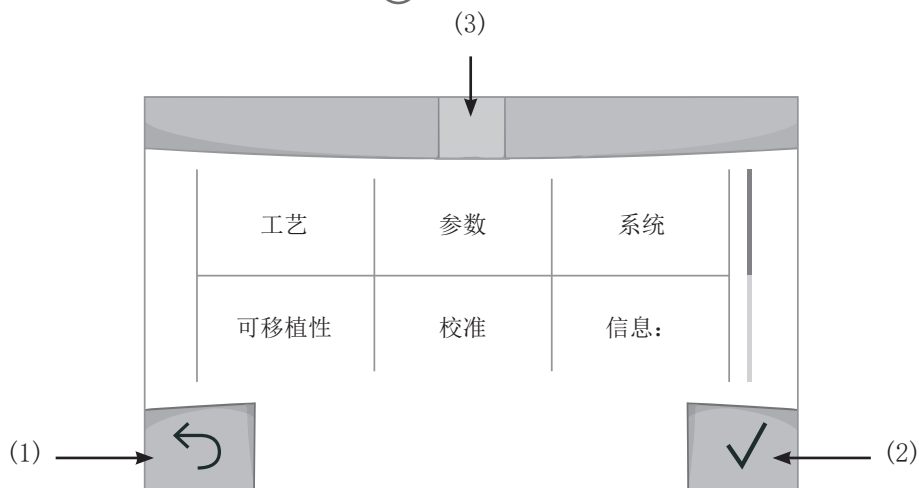 (3)
工艺 参数 系统
可移植性 校准 信息:
(1) (2)